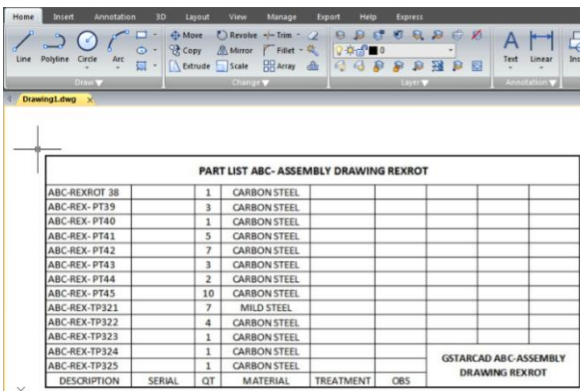 Home Insert Annotation 3D Layout View Manage Export Help Express
Move Revolve Trim
Copy Mirror Fillet
Line Polyline Circle Arc Extrude Scale Array 0 Text Linear
Draw Change Layer Annotation
Drawing1.dwg x
PART LIST ABC- ASSEMBLY DRAWING REXROT
ABC-REXROT 38 1 CARBON STEEL
ABC-REX- PT39 3 CARBON STEEL
ABC-REX- PT40 1 CARBON STEEL
ABC-REX- PT41 5 CARBON STEEL
ABC-REX- PT42 7 CARBON STEEL
ABC-REX- PT43 3 CARBON STEEL
ABC-REX- PT44 2 CARBON STEEL
ABC-REX- PT45 10 CARBON STEEL
ABC-REX-TP321 7 MILD STEEL
ABC-REX-TP322 4 CARBON STEEL
ABC-REX-TP323 1 CARBON STEEL
ABC-REX-TP324 1 CARBON STEEL
ABC-REX-TP325 1 CARBON STEEL
DESCRIPTION SERIAL QT MATERIAL TREATMENT OBS
GSTARCAD ABC-ASSEMBLY
DRAWING REXROT